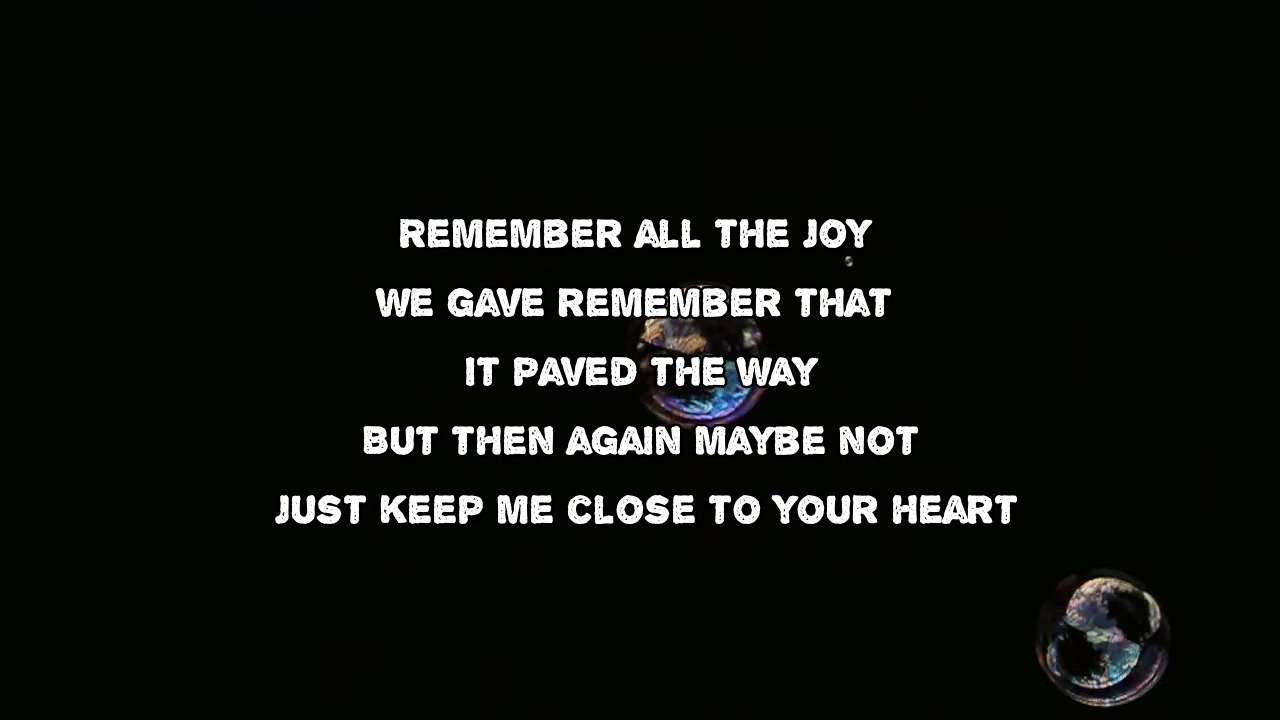 REMEMBER ALL THE JOY
WE GAVE REMEMBER THAT
IT PAVED THE WAY
BUT THEN AGAIN MAYBE NOT
JUST KEEP ME CLOSE TO YOUR HEART